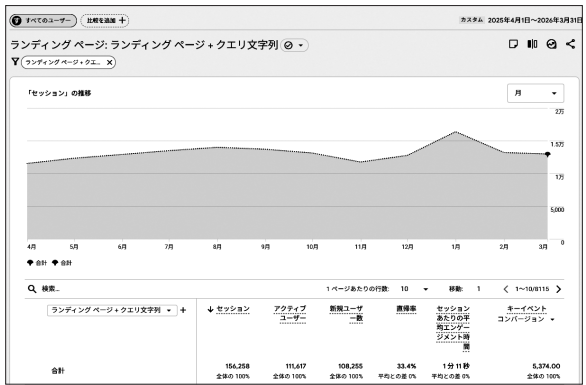 すべてのユーザー 比較を追加 + カスタム 2025年4月1日～2026年3月31日
ランディング ページ: ランディング ページ + クエリ文字列
ランディング ページ + クエ... ×
「セッション」の推移 月
2万
1.5万
1万
5,000
0
4月 5月 6月 7月 8月 9月 10月 11月 12月 1月 2月 3月
合計 合計
検索... 1 ページあたりの行数: 10 移動: 1 < 1～10/8115 >
ランディング ページ + クエリ文字列 + ↓ セッション アクティブ 新規ユーザ 直帰率 セッション キーイベント
ユーザー 一数 あたりの平 コンバージョン
均エンゲー
ジメント時
間
合計 156,258 111,617 108,255 33.4% 1分 11 秒 5,374.00
全体の 100% 全体の 100% 全体の 100% 平均との差 0% 平均との差 0% 全体の 100%